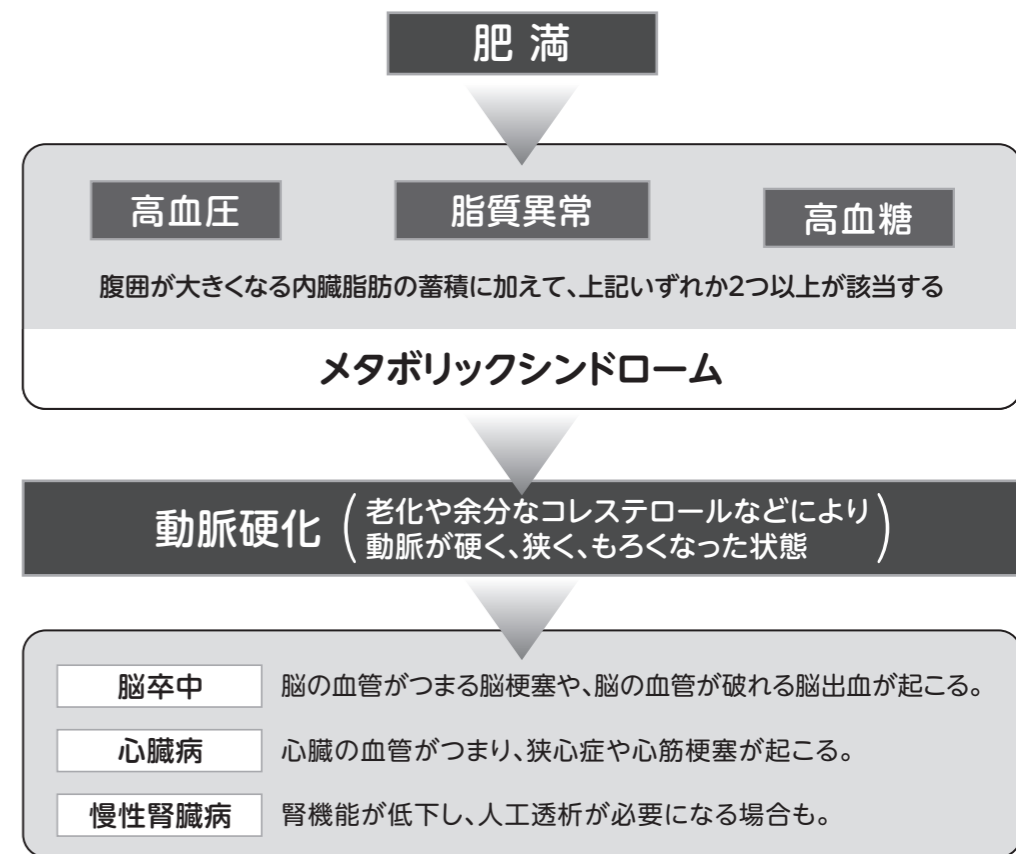 肥満
高血圧
脂質異常
高血糖
腹囲が大きくなる内臓脂肪の蓄積に加えて、上記いずれか2つ以上が該当する
メタボリックシンドローム
動脈硬化(老化や余分なコレステロールなどにより
動脈が硬く、狭く、もろくなった状態)
脳卒中 脳の血管がつまる脳梗塞や、脳の血管が破れる脳出血が起こる。
心臓病 心臓の血管がつまり、狭心症や心筋梗塞が起こる。
慢性腎臓病 腎機能が低下し、人工透析が必要になる場合も。